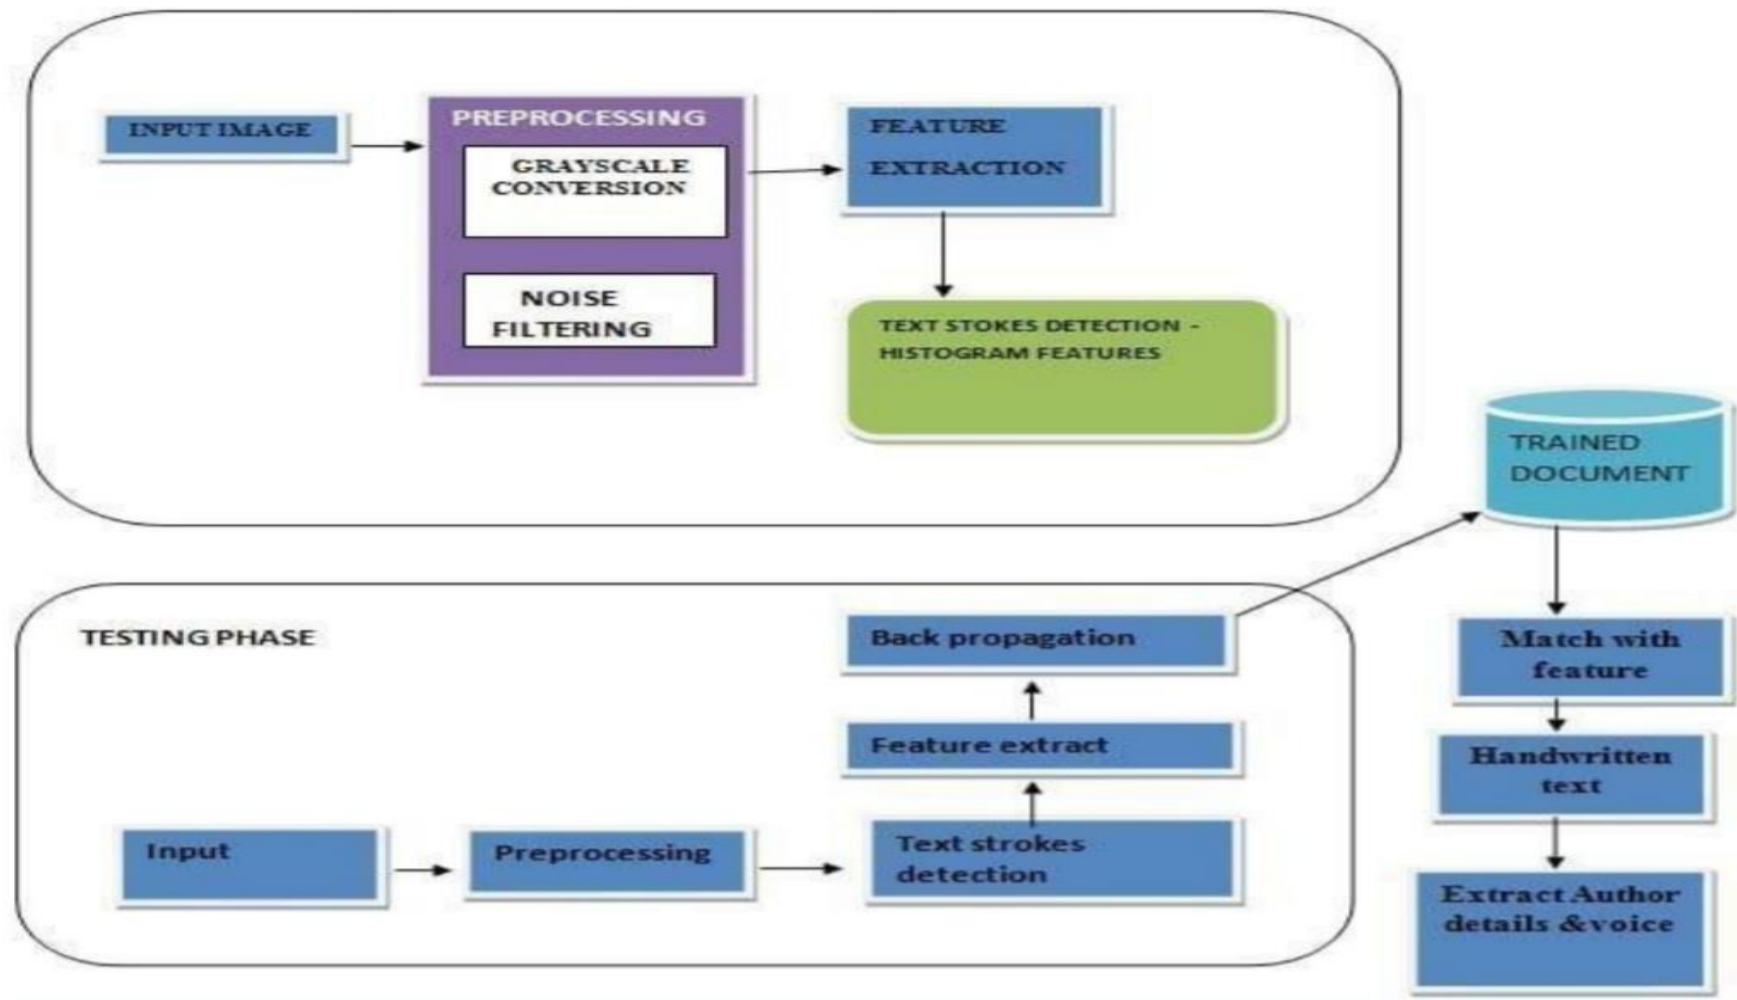 INPUT IMAGE
PREPROCESSING
GRAYSCALE
CONVERSION
NOISE
FILTERING
FEATURE
EXTRACTION
TEXT STOKES DETECTION -
HISTOGRAM FEATURES
TRAINED
DOCUMENT
TESTING PHASE
Back propagation
Feature extract
Input
Preprocessing
Text strokes
detection
Match with
feature
Handwritten
text
Extract Author
details &voice